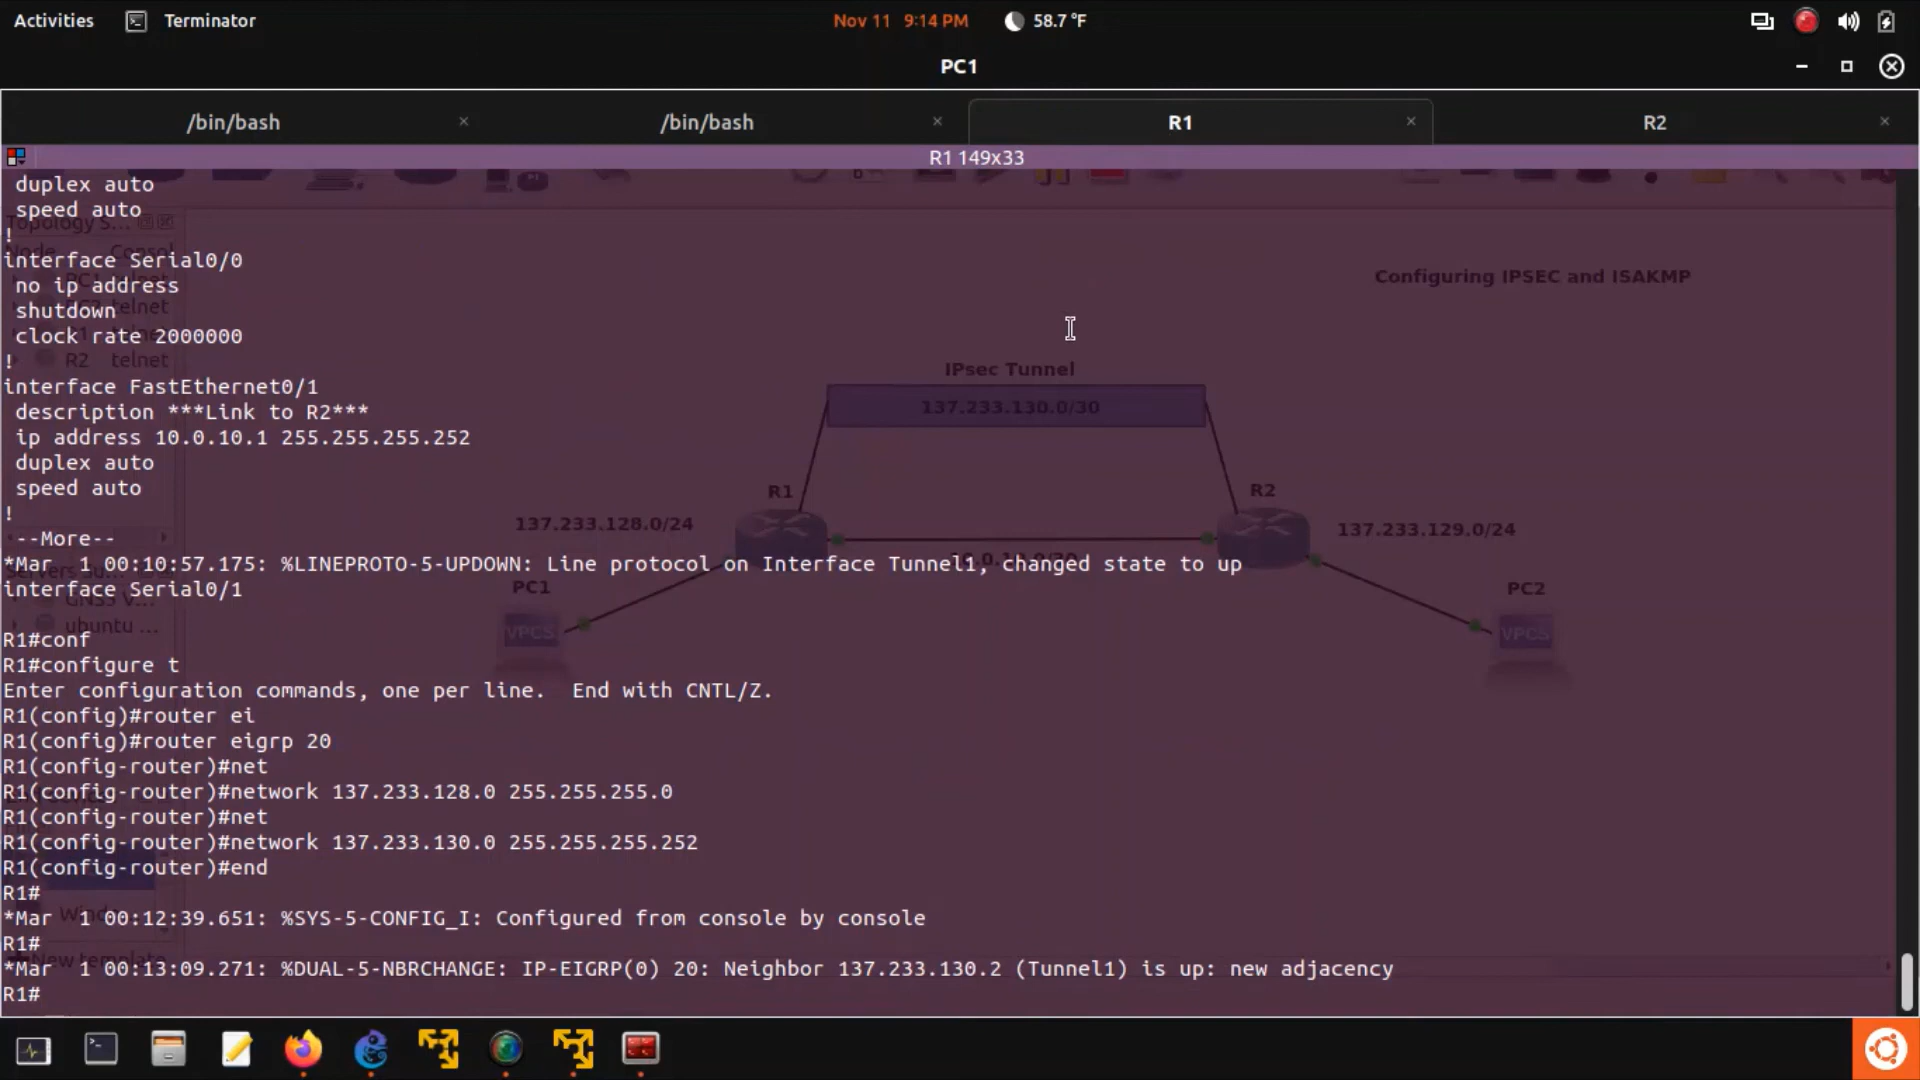 Activities
Terminator
Nov 11 9:14 PM
58.7 °F
PC1
/bin/bash
/bin/bash
R1
R2
R1 149x33
duplex auto
speed auto
!
interface Serial0/0
no ip address
shutdown
clock rate 2000000
!
interface FastEthernet0/1
description ***Link to R2***
ip address 10.0.10.1 255.255.255.252
duplex auto
speed auto
!
--More--
*Mar  1 00:10:57.175: %LINEPROTO-5-UPDOWN: Line protocol on Interface Tunnel1, changed state to up
interface Serial0/1
R1#conf
R1#configure t
Enter configuration commands, one per line.  End with CNTL/Z.
R1(config)#router ei
R1(config)#router eigrp 20
R1(config-router)#net
R1(config-router)#network 137.233.128.0 255.255.255.0
R1(config-router)#net
R1(config-router)#network 137.233.130.0 255.255.255.252
R1(config-router)#end
R1#
*Mar  1 00:12:39.651: %SYS-5-CONFIG_I: Configured from console by console
R1#
*Mar  1 00:13:09.271: %DUAL-5-NBRCHANGE: IP-EIGRP(0) 20: Neighbor 137.233.130.2 (Tunnel1) is up: new adjacency
R1#
Configuring IPSEC and ISAKMP
IPsec Tunnel
137.233.130.0/30
R1
R2
137.233.128.0/24
137.233.129.0/24
PC1
PC2
VPCS
VPCS
Topology S...
telnet
R2 telnet
ubuntu ...
New template